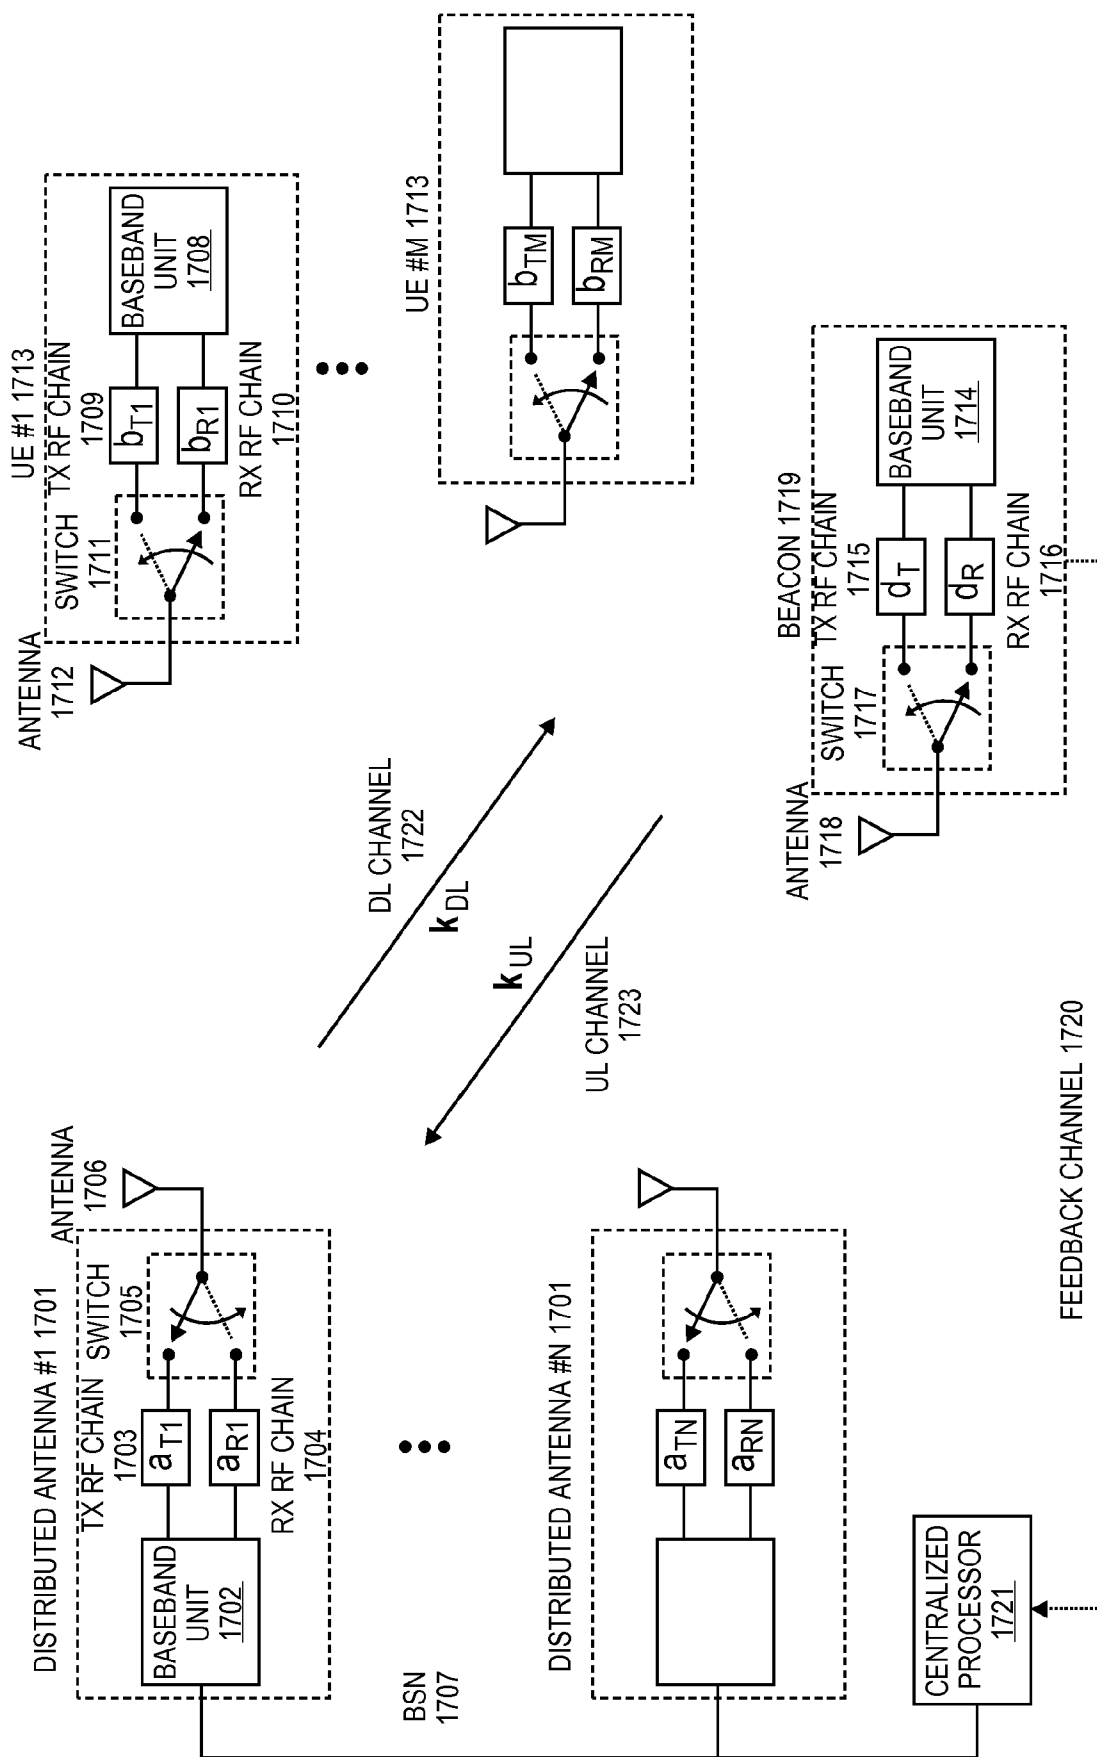 DISTRIBUTED ANTENNA #1 1701
TX RF CHAIN
1703
SWITCH
1705
ANTENNA
1706
BASEBAND
UNIT
1702
aT1
aR1
RX RF CHAIN
1704
BSN
1707
DISTRIBUTED ANTENNA #N 1701
aTN
aRN
CENTRALIZED
PROCESSOR
1721
FEEDBACK CHANNEL 1720
DL CHANNEL
1722
kDL
kUL
UL CHANNEL
1723
UE #1 1713
ANTENNA
1712
SWITCH
1711
TX RF CHAIN
1709
bT1
bR1
BASEBAND
UNIT
1708
RX RF CHAIN
1710
UE #M 1713
bTM
bRM
BEACON 1719
ANTENNA
1718
SWITCH
1717
TX RF CHAIN
1715
dT
dR
BASEBAND
UNIT
1714
RX RF CHAIN
1716